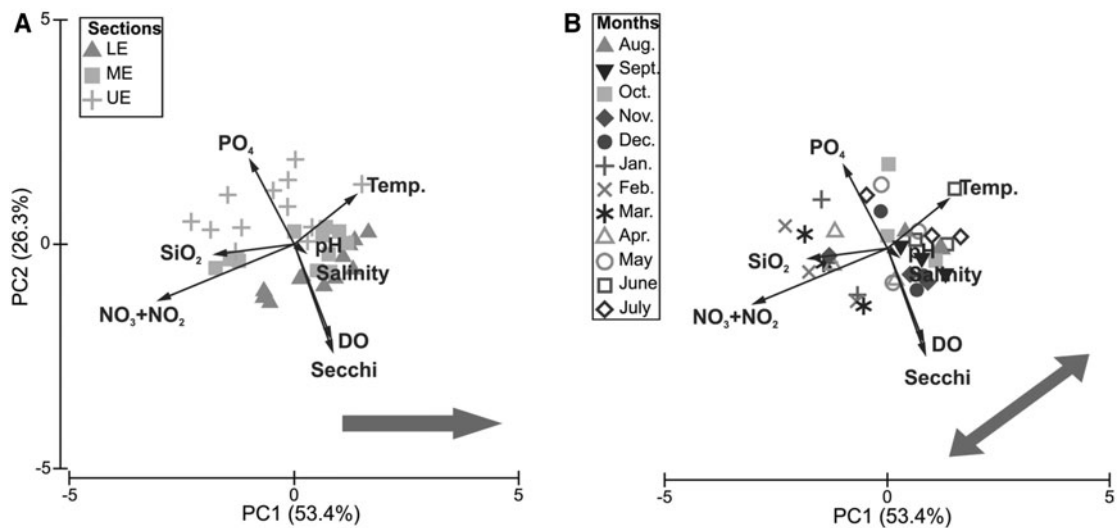 A
Sections
LE
ME
UE
5
0
-5
PC2 (26.3%)
PO4
Temp.
SiO2
pH
Salinity
NO3+NO2
DO
Secchi
-5
0
5
PC1 (53.4%)
B
Months
Aug.
Sept.
Oct.
Nov.
Dec.
Jan.
Feb.
Mar.
Apr.
May
June
July
PO4
Temp.
SiO2
pH
Salinity
NO3+NO2
DO
Secchi
-5
0
5
PC1 (53.4%)